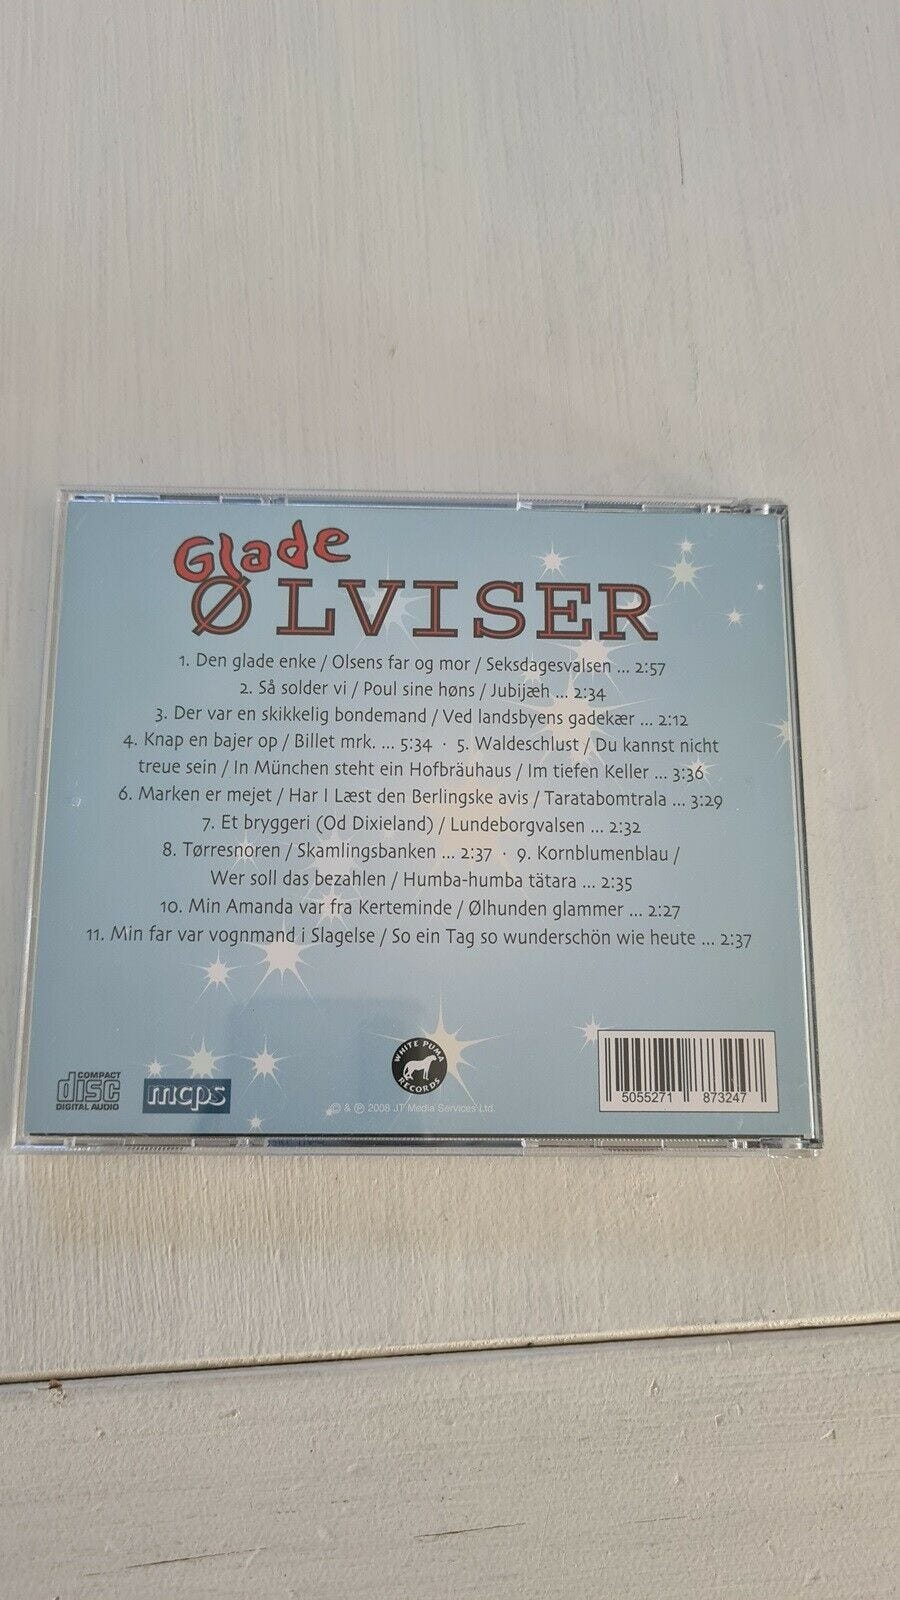 Glade
ØLVISER
1. Den glade enke / Olsens far og mor / Seksdagesvalsen ... 2:57
2. Så solder vi / Poul sine høns / Jubijæh ... 2:34
3. Der var en skikkelig bondemand / Ved landsbyens gadekær ... 2:12
4. Knap en bajer op / Billet mrk. ... 5:34 · 5. Waldeschlust / Du kannst nicht
treue sein / In München steht ein Hofbräuhaus / Im tiefen Keller ... 3:36
6. Marken er mejet / Har I Læst den Berlingske avis / Taratabomtrala ... 3:29
7. Et bryggeri (Od Dixieland) / Lundeborgvalsen ... 2:32
8. Tørresnoren / Skamlingsbanken ... 2:37 · 9. Kornblumenblau /
Wer soll das bezahlen / Humba-humba tätara ... 2:35
10. Min Amanda var fra Kerteminde / Ølhunden glammer ... 2:27
11. Min far var vognmand i Slagelse / So ein Tag so wunderschön wie heute ... 2:37
COMPACT
disc
DIGITAL AUDIO
mcps
WHITE PUMA
RECORDS
© & ℗ 2008 JT Media Services Ltd.
5055271 873247